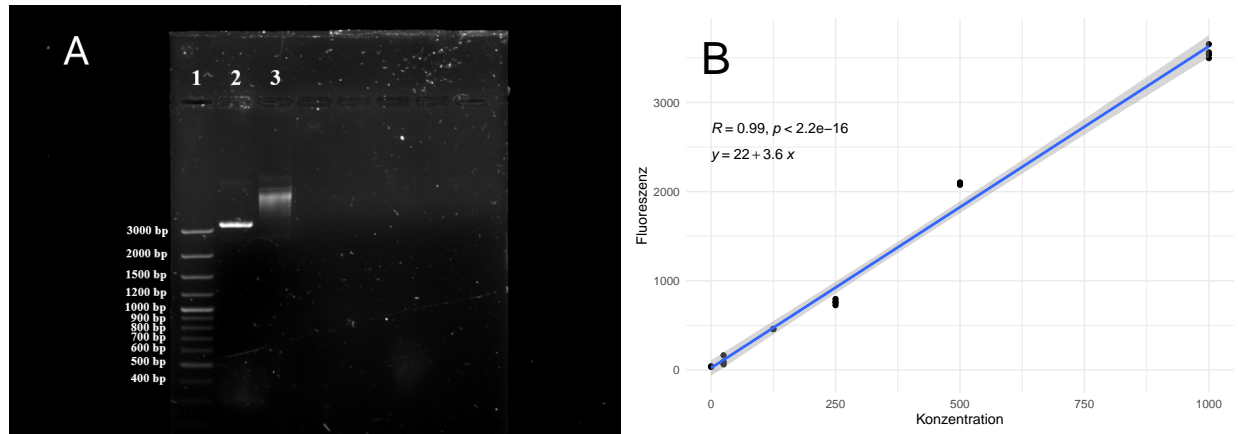 A
1 2 3
3000 bp
2000 bp
1500 bp
1200 bp
1000 bp
900 bp
800 bp
700 bp
600 bp
500 bp
400 bp
B
R = 0.99, p < 2.2e−16
y = 22 + 3.6 x
Fluoreszenz
3000
2000
1000
0
0 250 500 750 1000
Konzentration